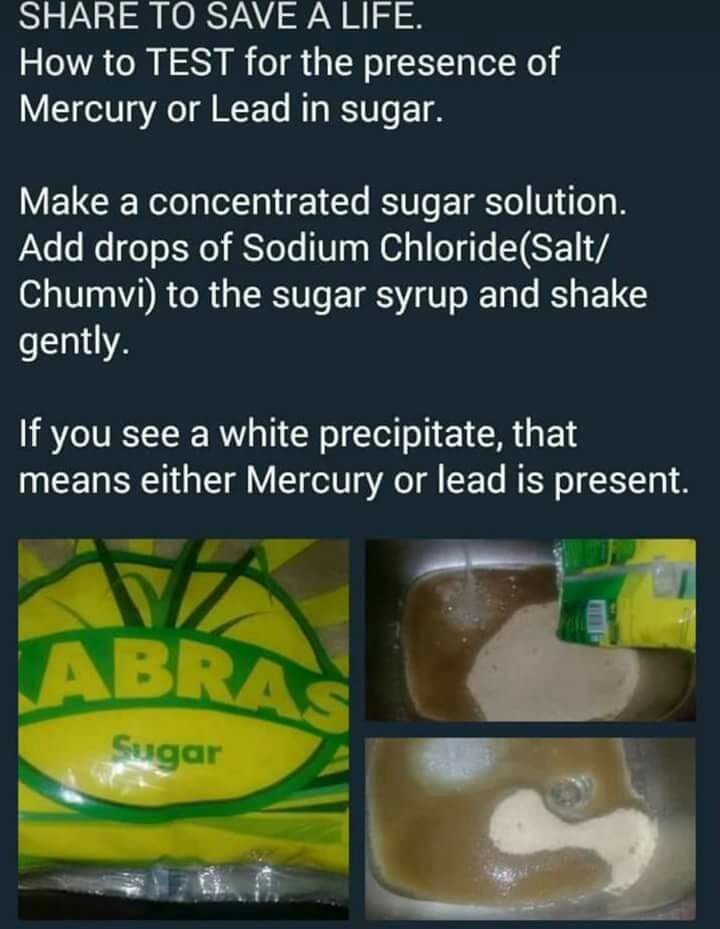 SHARE TO SAVE A LIFE.
How to TEST for the presence of
Mercury or Lead in sugar.
Make a concentrated sugar solution.
Add drops of Sodium Chloride(Salt/
Chumvi) to the sugar syrup and shake
gently.
If you see a white precipitate, that
means either Mercury or lead is present.
ABRAS
Sugar